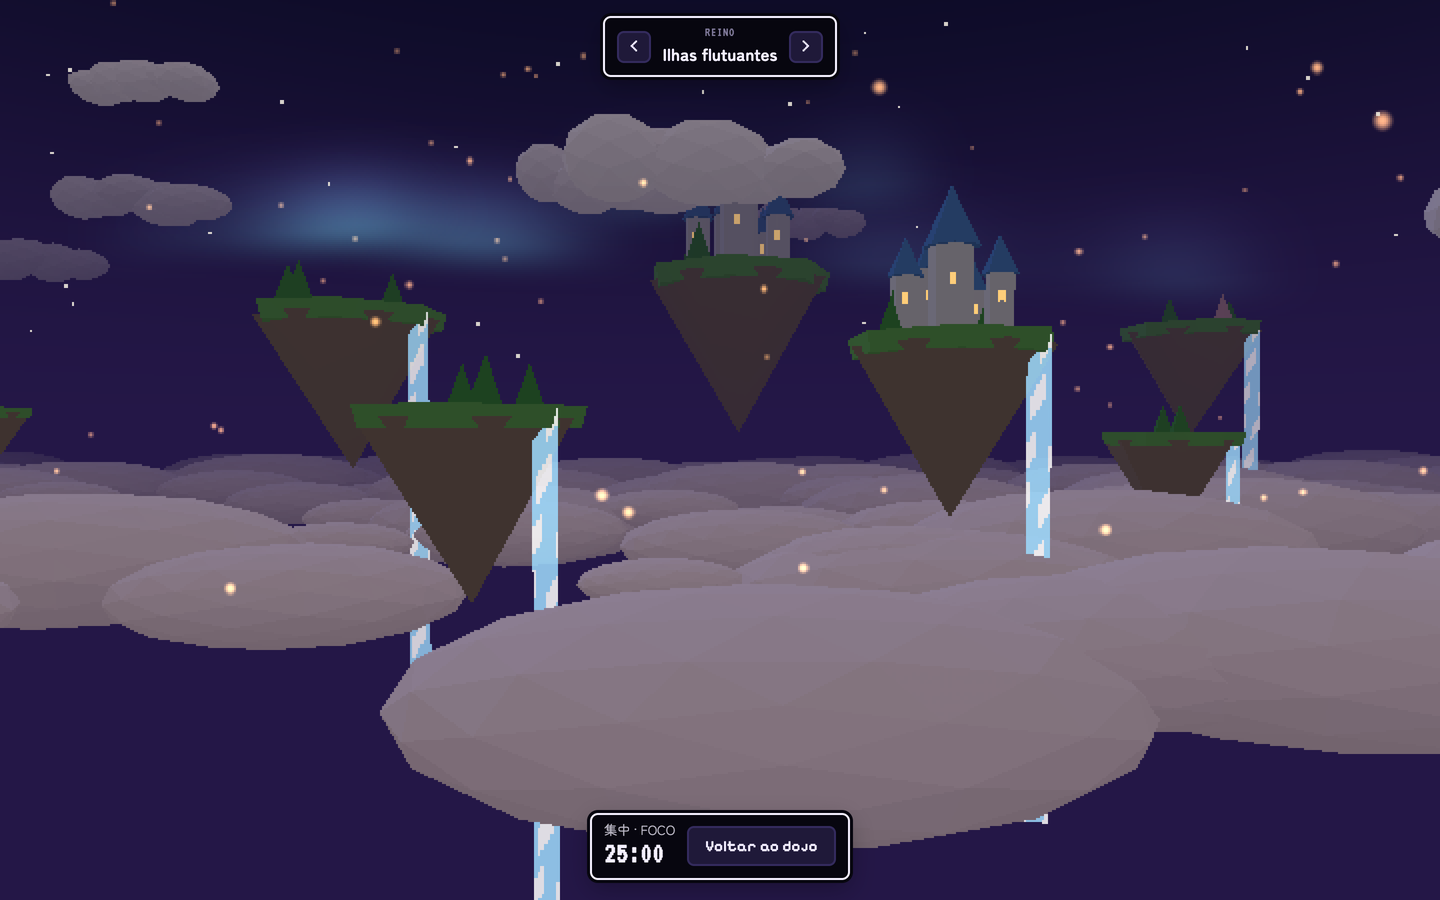 REINO
Ilhas flutuantes
集中 · FOCO
25:00
Voltar ao dojo